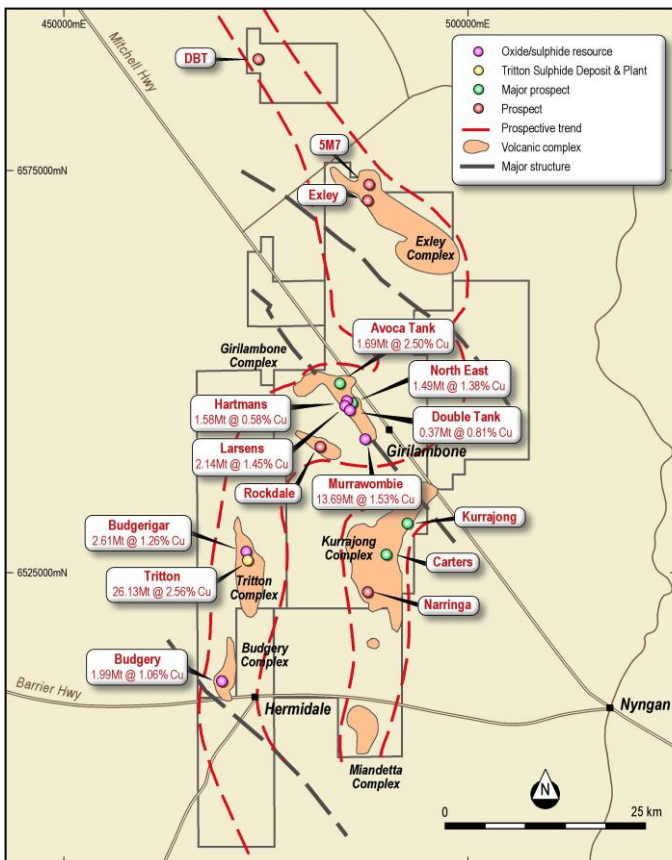 450000mE
500000mE
Mitchell Hwy
DBT
Oxide/sulphide resource
Tritton Sulphide Deposit & Plant
Major prospect
Prospect
Prospective trend
Volcanic complex
Major structure
5M7
6575000mN
Exley
Exley
Complex
Avoca Tank
1.69Mt @ 2.50% Cu
Girilambone
Complex
North East
1.49Mt @ 1.38% Cu
Hartmans
1.58Mt @ 0.58% Cu
Double Tank
0.37Mt @ 0.81% Cu
Larsens
2.14Mt @ 1.45% Cu
Girilambone
Rockdale
Murrawombie
13.69Mt @ 1.53% Cu
Kurrajong
Budgerigar
2.61Mt @ 1.26% Cu
Kurrajong
Complex
Carters
6525000mN
Tritton
26.13Mt @ 2.56% Cu
Tritton
Complex
Narringa
Budgery
Complex
Budgery
1.99Mt @ 1.06% Cu
Barrier Hwy
Hermidale
Nyngan
Miandetta
Complex
N
0
25 km